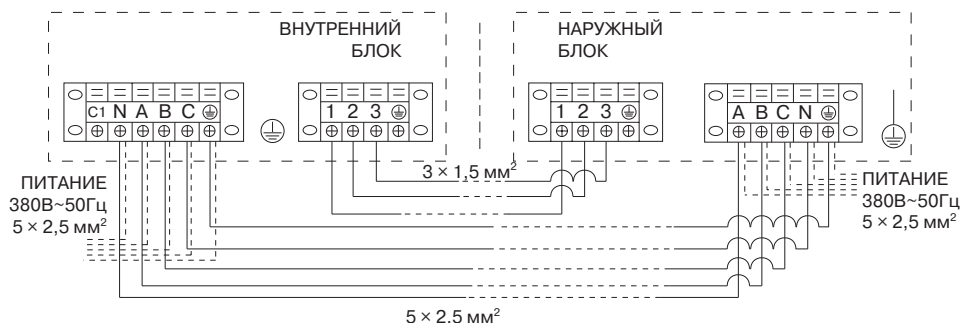 ВНУТРЕННИЙ
БЛОК
НАРУЖНЫЙ
БЛОК
C1 N A B C
1 2 3
1 2 3
A B C N
3 × 1,5 мм²
ПИТАНИЕ
380В~50Гц
5 × 2,5 мм²
ПИТАНИЕ
380В~50Гц
5 × 2,5 мм²
5 × 2,5 мм²